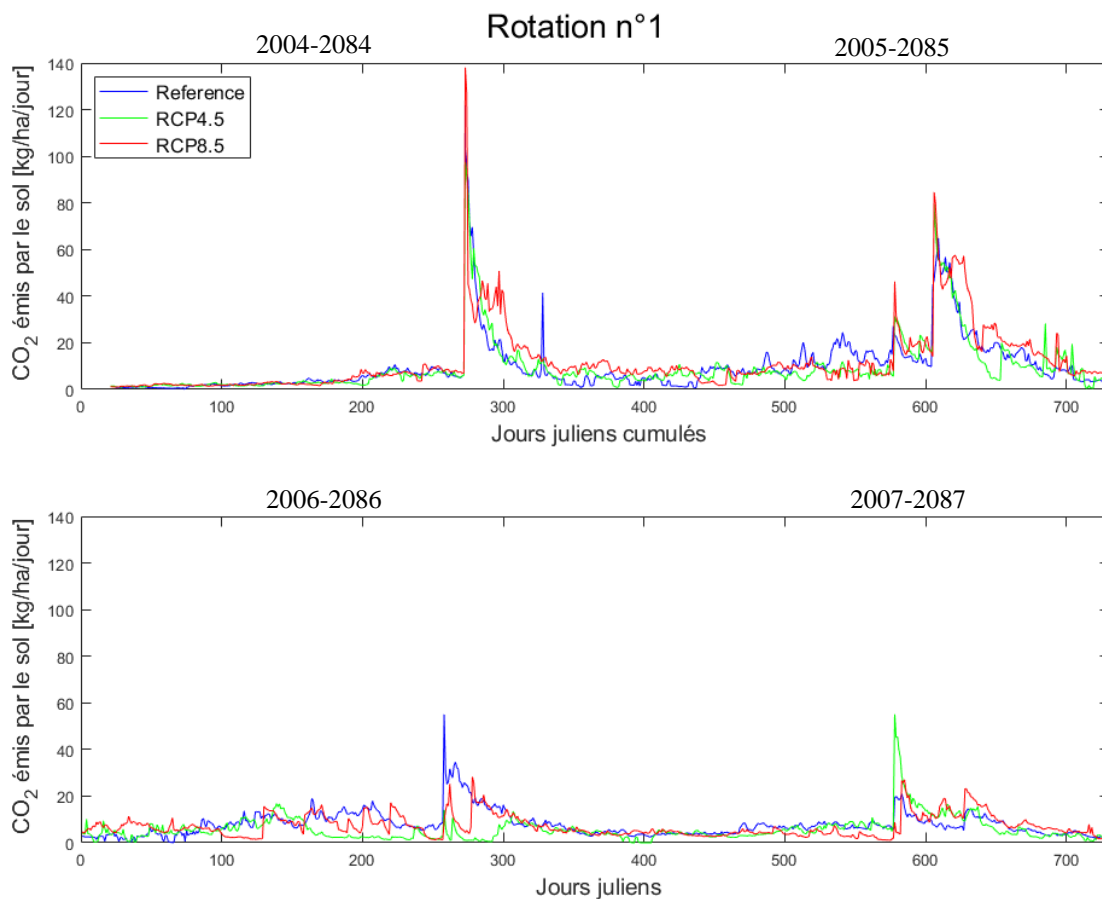 Rotation n°1
2004-2084
2005-2085
140
120
100
80
60
40
20
0
CO2 émis par le sol [kg/ha/jour]
Reference
RCP4.5
RCP8.5
0 100 200 300 400 500 600 700
Jours juliens cumulés
2006-2086
2007-2087
140
120
100
80
60
40
20
0
CO2 émis par le sol [kg/ha/jour]
0 100 200 300 400 500 600 700
Jours juliens